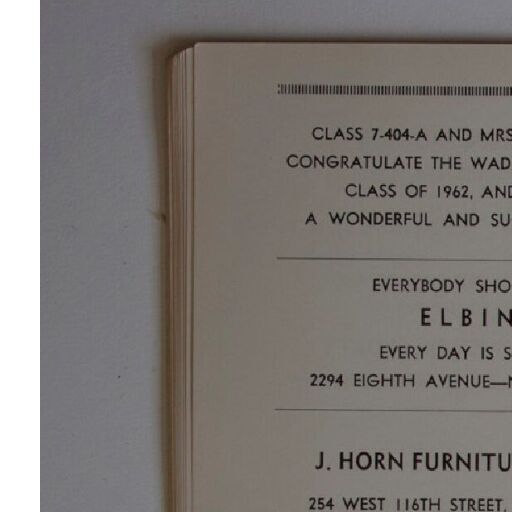 CLASS 7-404-A AND MRS
CONGRATULATE THE WAD
CLASS OF 1962, AND
A WONDERFUL AND SU
EVERYBODY SHO
ELBIN
EVERY DAY IS S
2294 EIGHTH AVENUE—N
J. HORN FURNITU
254 WEST 116TH STREET,